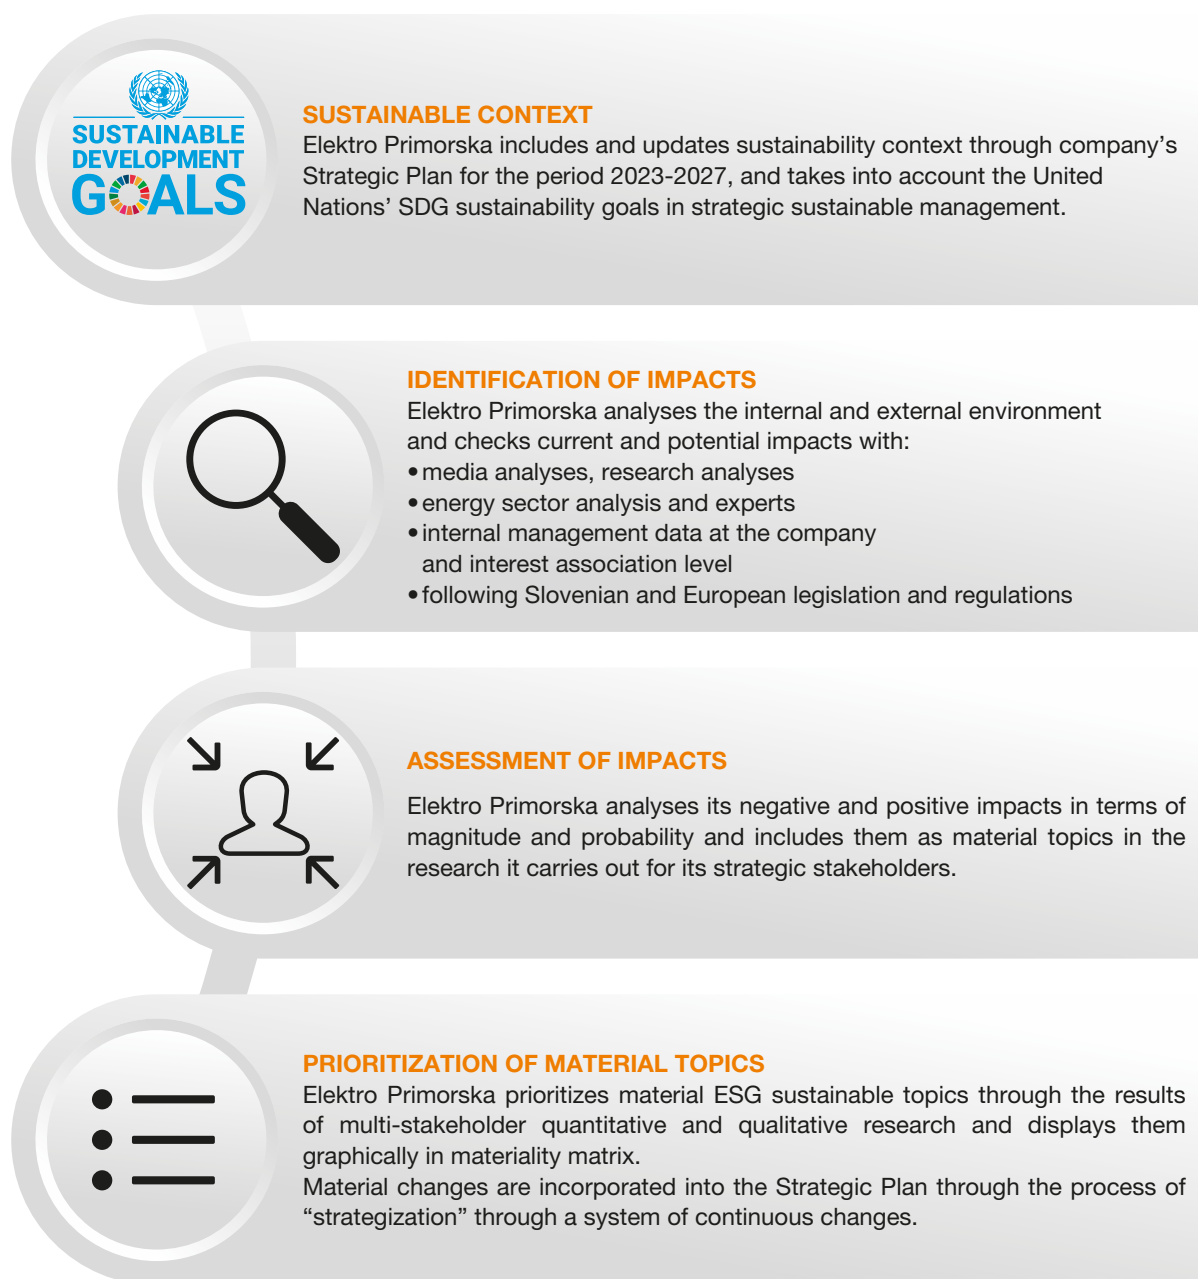 SUSTAINABLE
DEVELOPMENT
GOALS
SUSTAINABLE CONTEXT
Elektro Primorska includes and updates sustainability context through company’s
Strategic Plan for the period 2023-2027, and takes into account the United
Nations’ SDG sustainability goals in strategic sustainable management.
IDENTIFICATION OF IMPACTS
Elektro Primorska analyses the internal and external environment
and checks current and potential impacts with:
• media analyses, research analyses
• energy sector analysis and experts
• internal management data at the company
and interest association level
• following Slovenian and European legislation and regulations
ASSESSMENT OF IMPACTS
Elektro Primorska analyses its negative and positive impacts in terms of
magnitude and probability and includes them as material topics in the
research it carries out for its strategic stakeholders.
PRIORITIZATION OF MATERIAL TOPICS
Elektro Primorska prioritizes material ESG sustainable topics through the results
of multi-stakeholder quantitative and qualitative research and displays them
graphically in materiality matrix.
Material changes are incorporated into the Strategic Plan through the process of
“strategization” through a system of continuous changes.